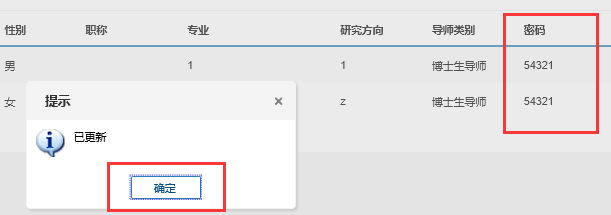 性别 职称 专业 研究方向 导师类别 密码
男 1 1 博士生导师 54321
女 z 博士生导师 54321
提示 ×
已更新
确定